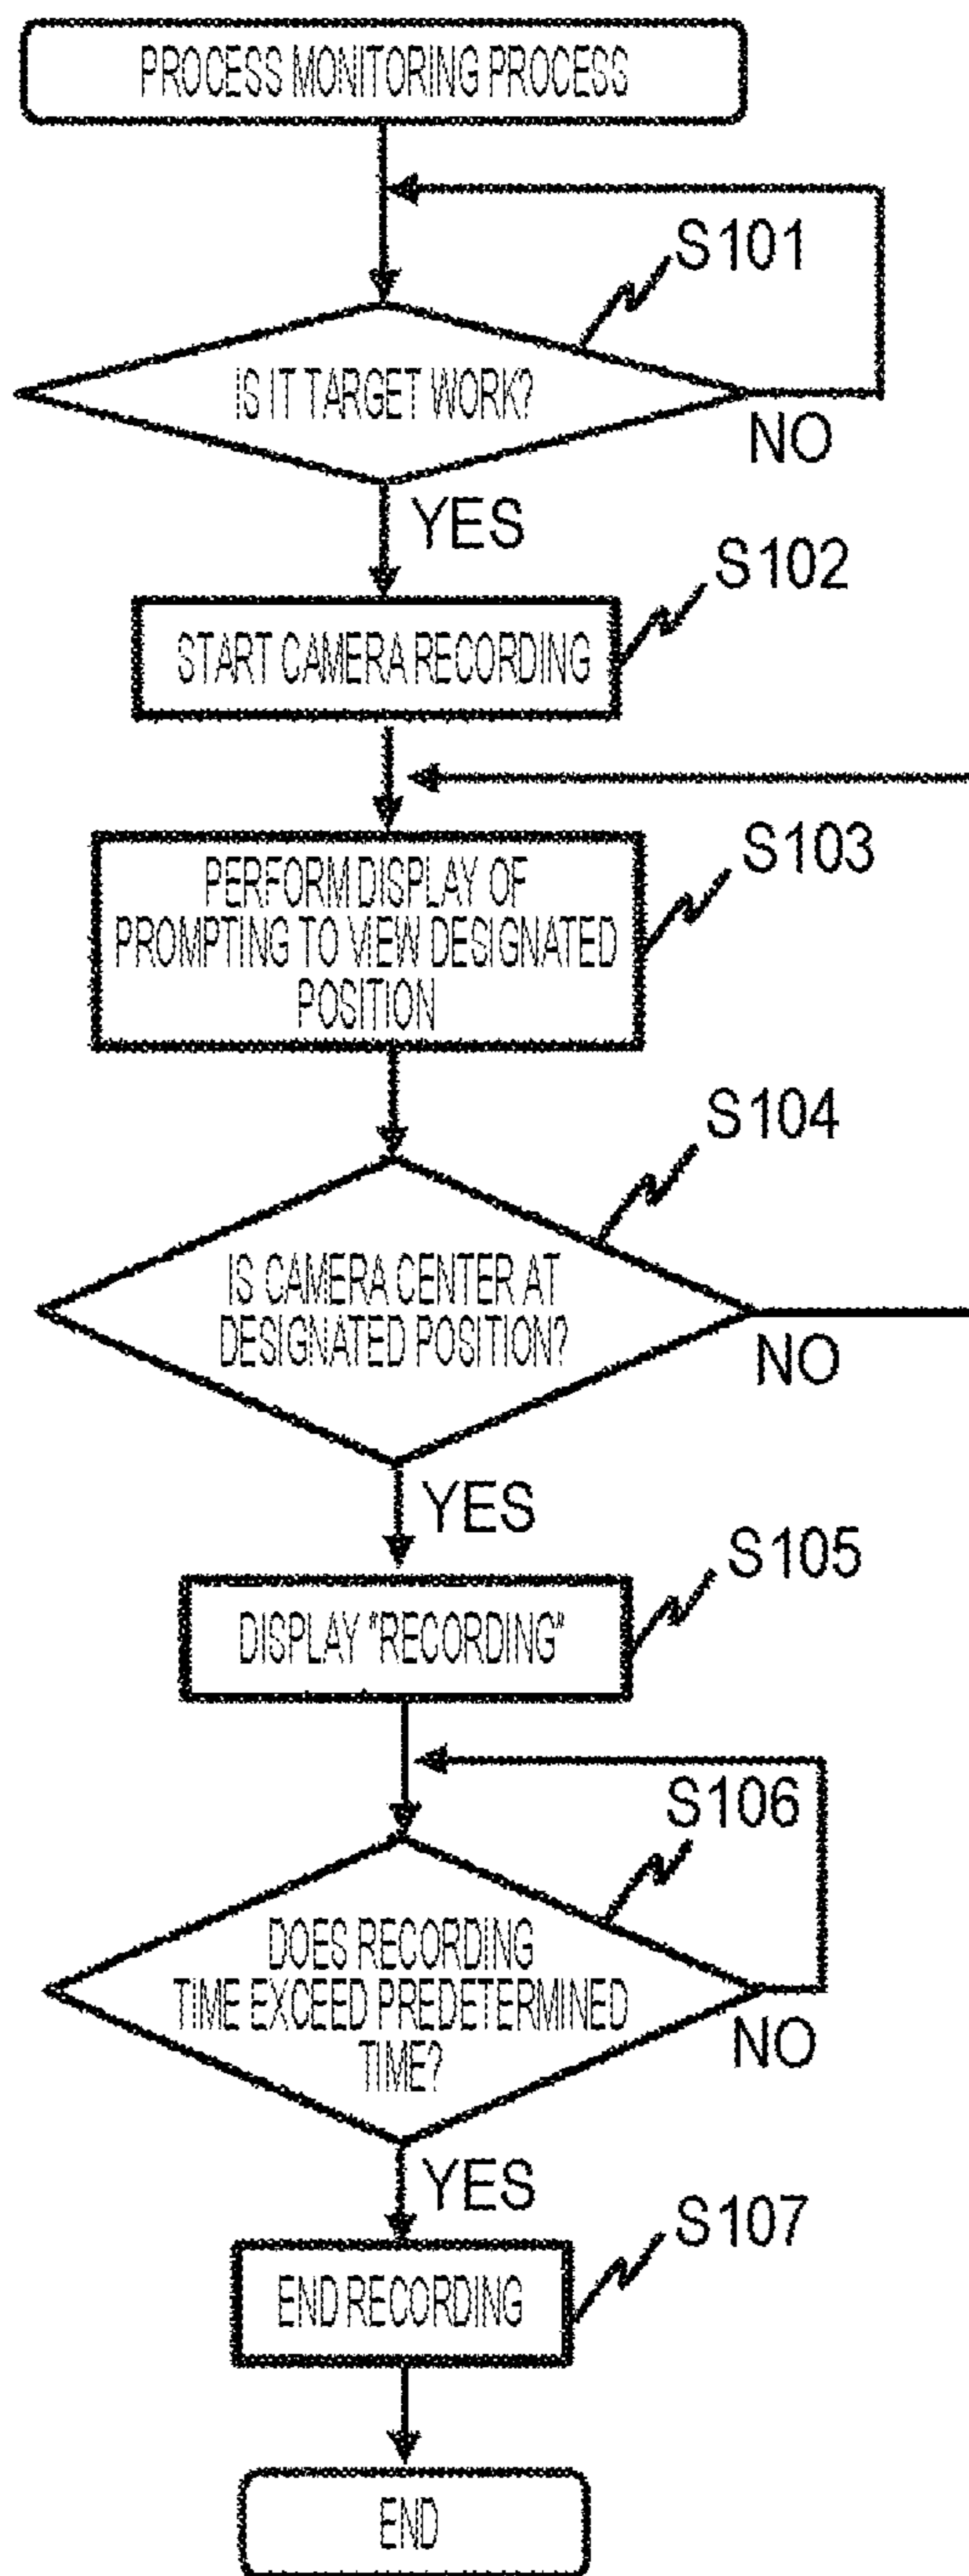 PROCESS MONITORING PROCESS
S101
IS IT TARGET WORK?
NO
YES
S102
START CAMERA RECORDING
S103
PERFORM DISPLAY OF
PROMPTING TO VIEW DESIGNATED
POSITION
S104
IS CAMERA CENTER AT
DESIGNATED POSITION?
NO
YES
S105
DISPLAY "RECORDING"
S106
DOES RECORDING
TIME EXCEED PREDETERMINED
TIME?
NO
YES
S107
END RECORDING
END